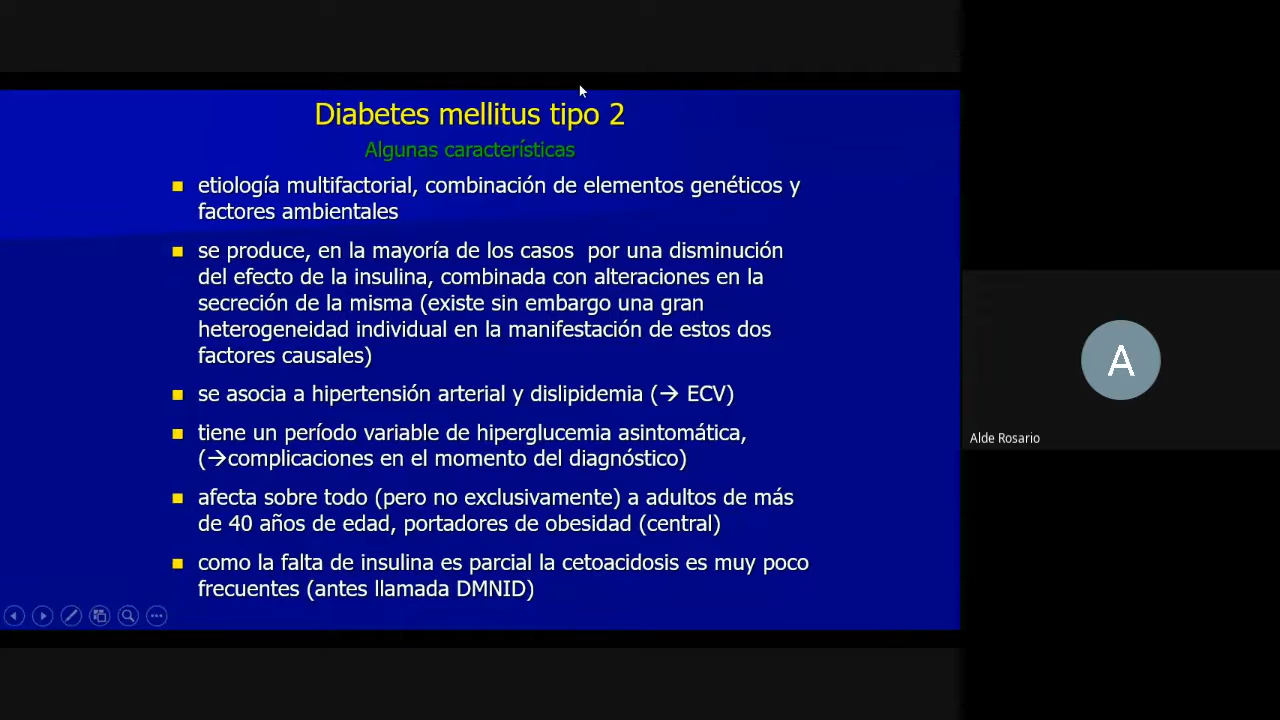 Diabetes mellitus tipo 2
Algunas características
etiología multifactorial, combinación de elementos genéticos y
factores ambientales
se produce, en la mayoría de los casos por una disminución
del efecto de la insulina, combinada con alteraciones en la
secreción de la misma (existe sin embargo una gran
heterogeneidad individual en la manifestación de estos dos
factores causales)
se asocia a hipertensión arterial y dislipidemia (→ ECV)
tiene un período variable de hiperglucemia asintomática,
(→complicaciones en el momento del diagnóstico)
afecta sobre todo (pero no exclusivamente) a adultos de más
de 40 años de edad, portadores de obesidad (central)
como la falta de insulina es parcial la cetoacidosis es muy poco
frecuentes (antes llamada DMNID)
A
Alde Rosario